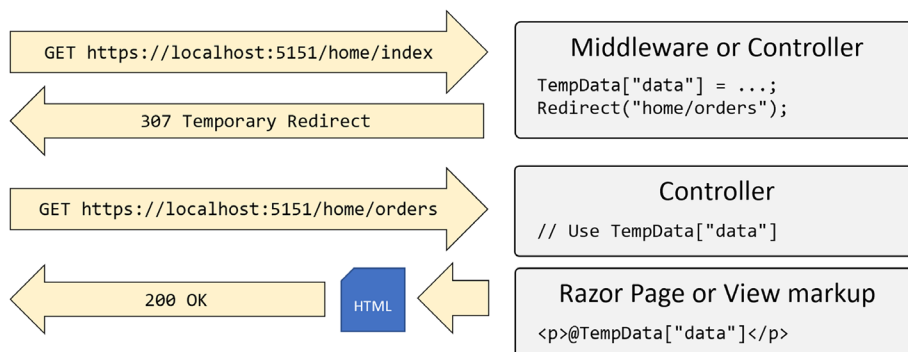 GET https://localhost:5151/home/index
Middleware or Controller
TempData["data"] = ...;
Redirect("home/orders");
307 Temporary Redirect
GET https://localhost:5151/home/orders
Controller
// Use TempData["data"]
200 OK
HTML
Razor Page or View markup
<p>@TempData["data"]</p>